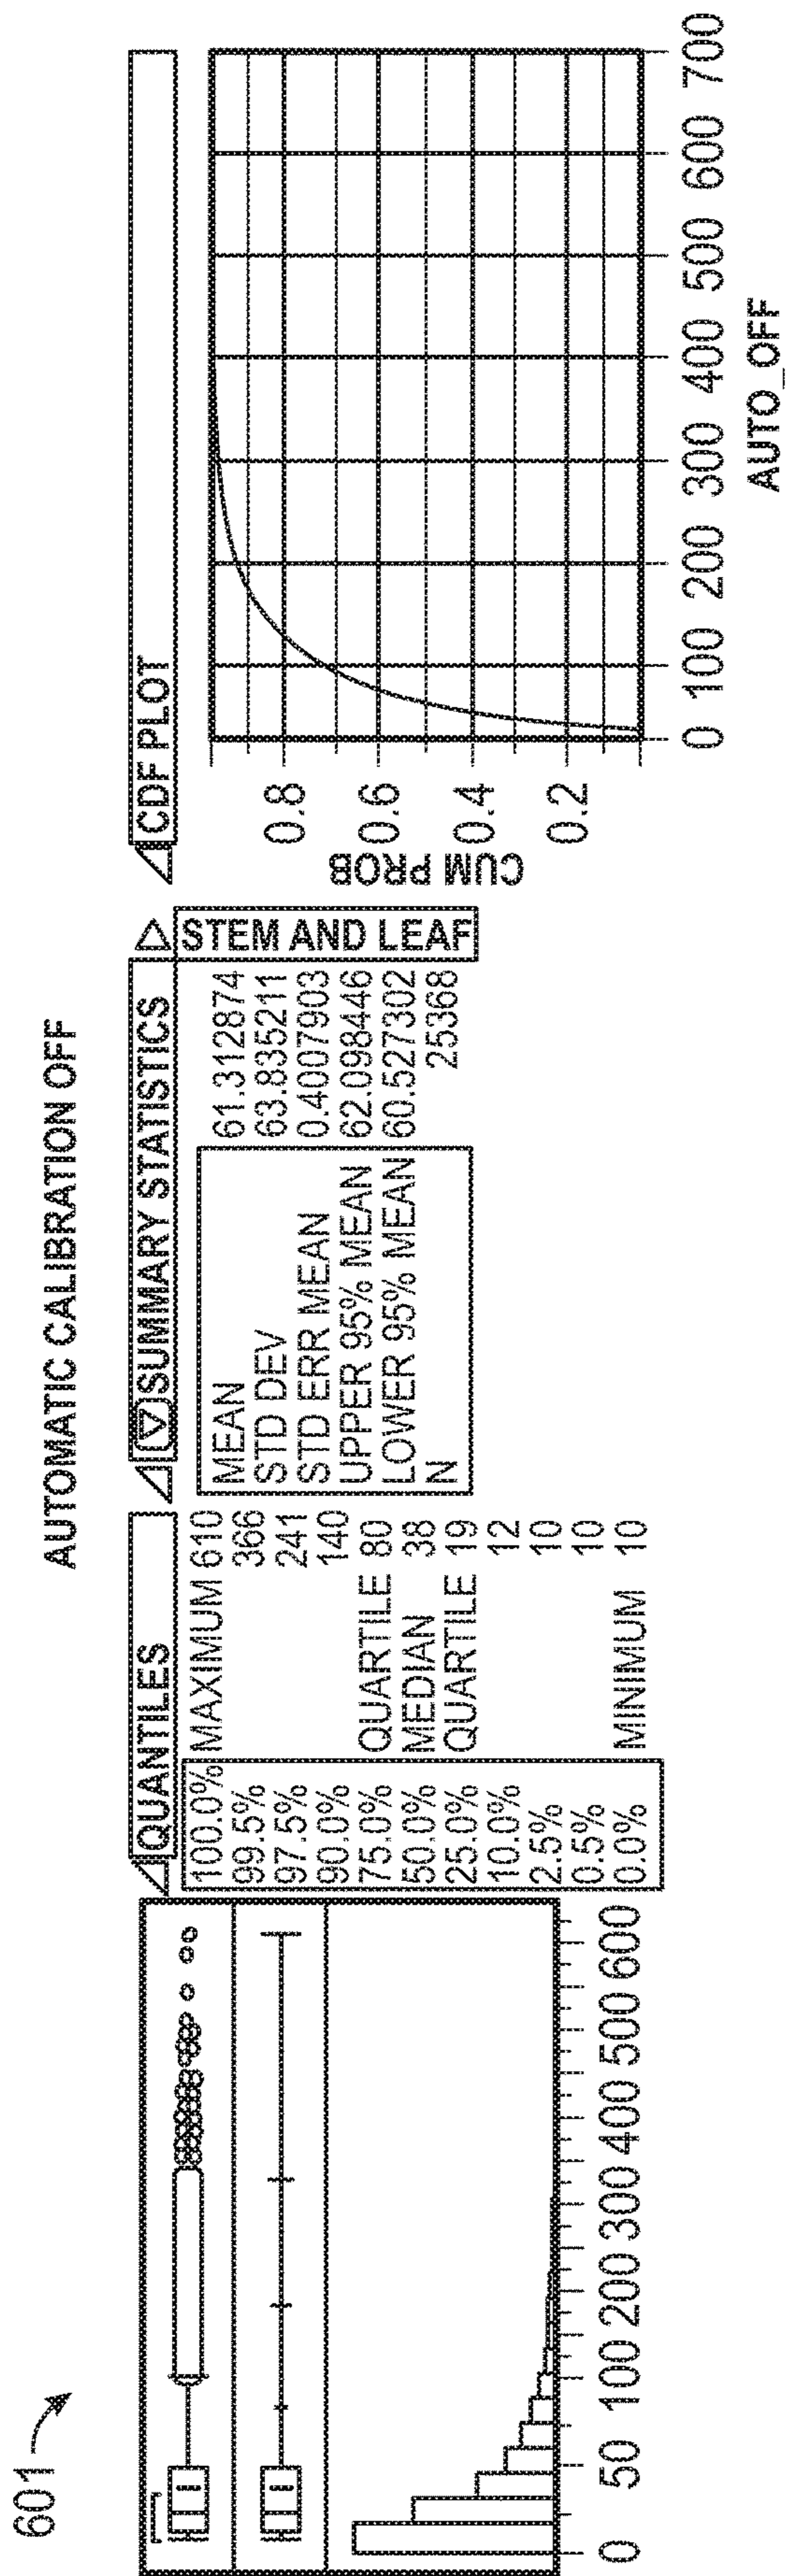 601
AUTOMATIC CALIBRATION OFF
0 50 100 200 300 400 500 600
QUANTILES
100.0% MAXIMUM 610
99.5% 366
97.5% 241
90.0% 140
75.0% QUARTILE 80
50.0% MEDIAN 38
25.0% QUARTILE 19
10.0% 12
2.5% 10
0.5% 10
0.0% MINIMUM 10
SUMMARY STATISTICS
MEAN 61.312874
STD DEV 63.835211
STD ERR MEAN 0.4007903
UPPER 95% MEAN 62.098446
LOWER 95% MEAN 60.527302
N 25368
STEM AND LEAF
CDF PLOT
CUM PROB
0.8
0.6
0.4
0.2
0 100 200 300 400 500 600 700
AUTO_OFF